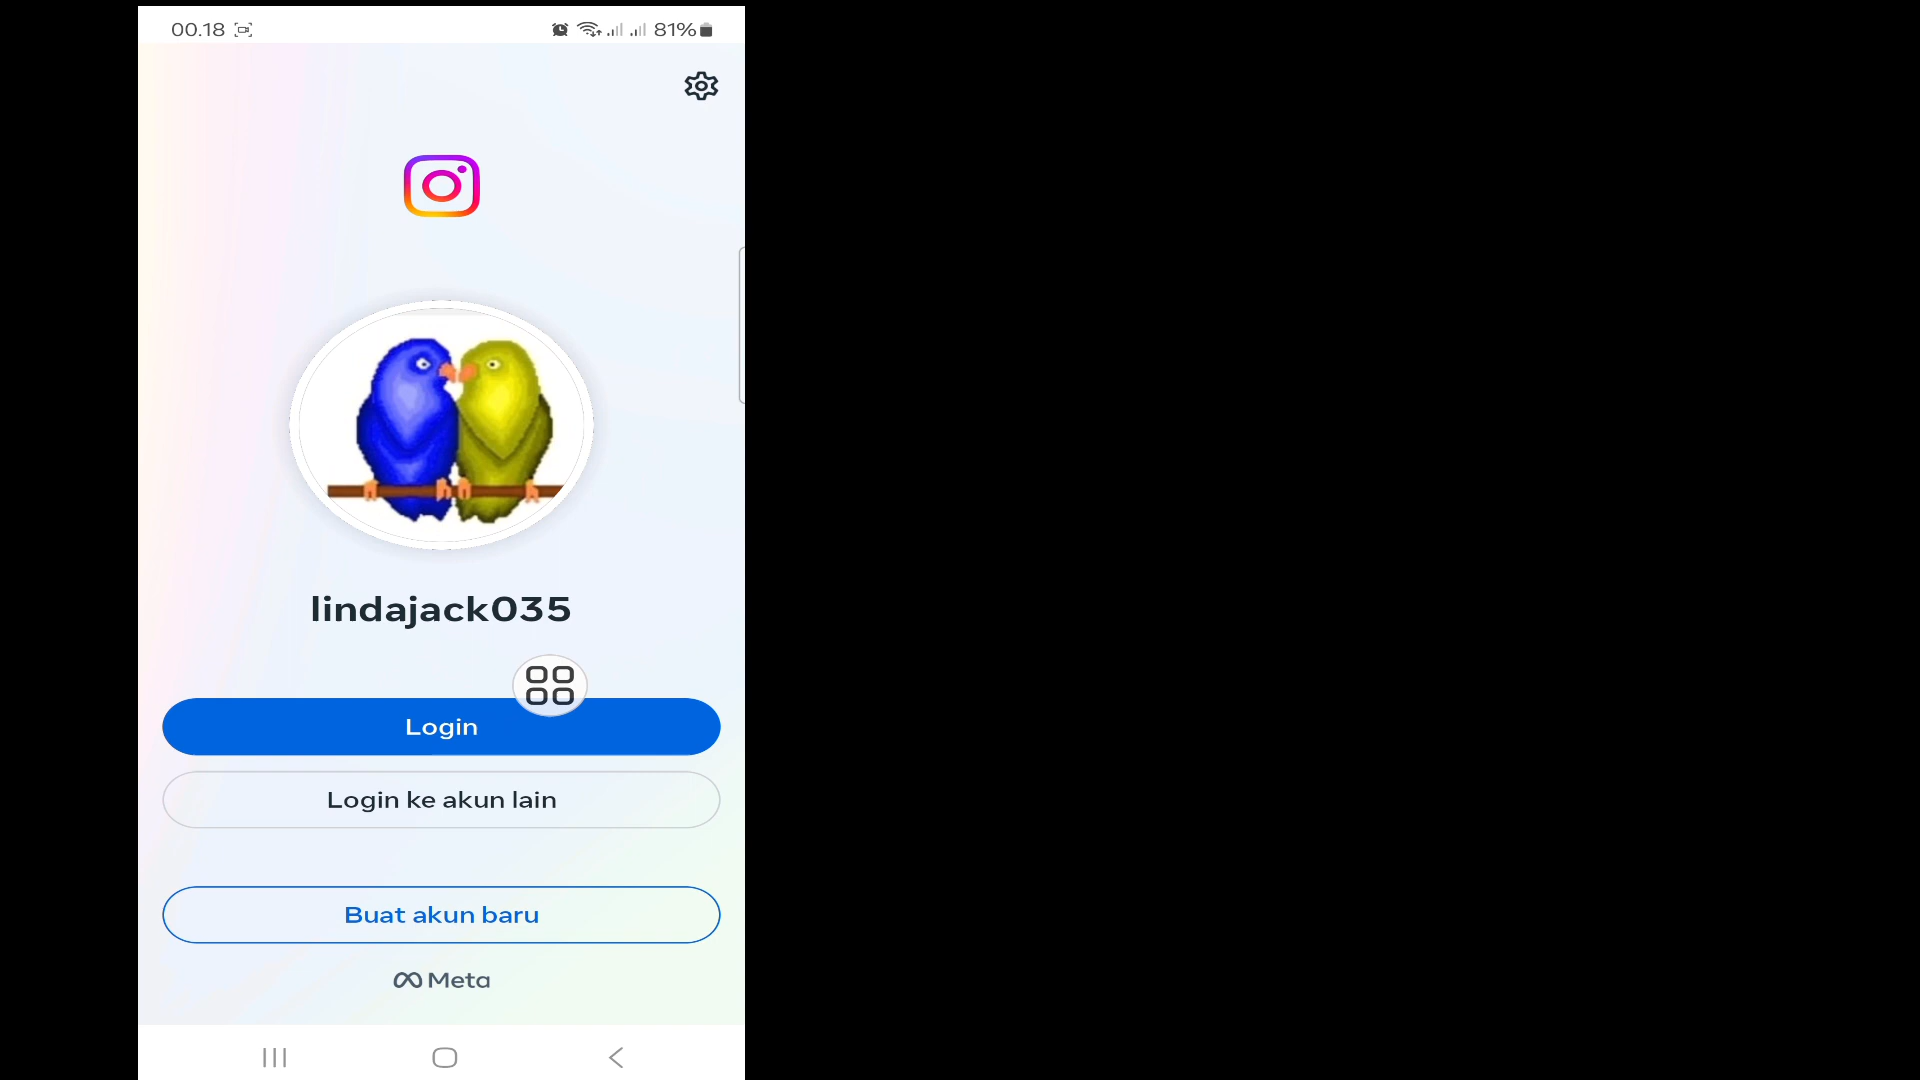 00.18
81%
lindajack035
Login
Login ke akun lain
Buat akun baru
Meta